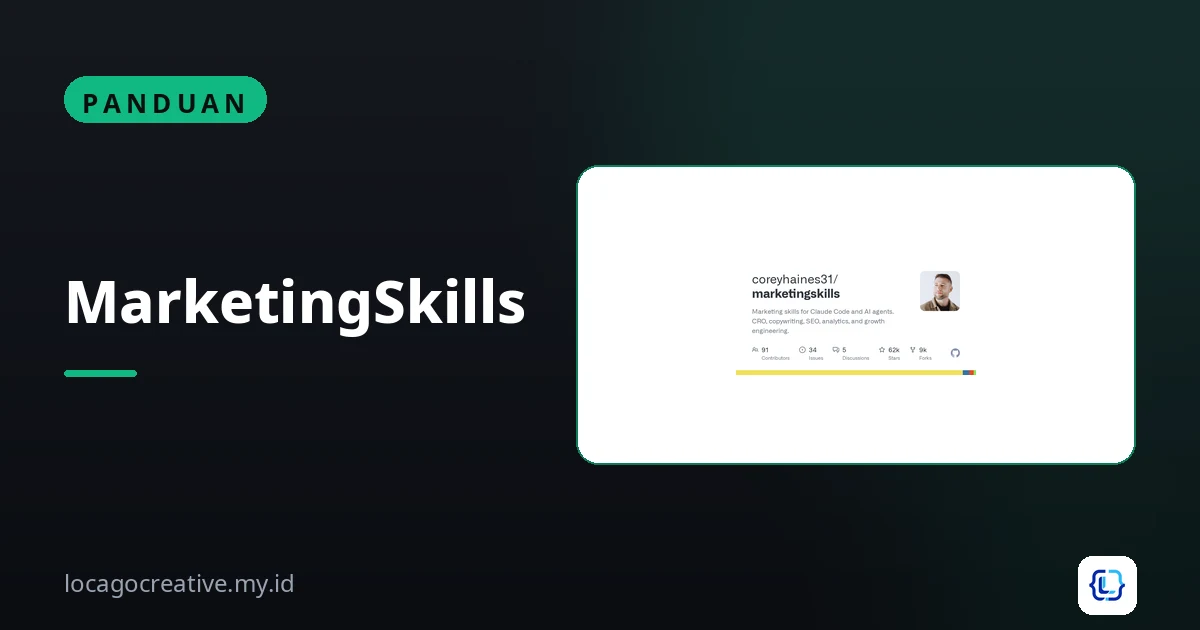 PANDUAN
MarketingSkills
coreyhaines31/
marketingskills
Marketing skills for Claude Code and AI agents.
CRO, copywriting, SEO, analytics, and growth
engineering.
91 34 5 62k 9k
Contributors Issues Discussions Stars Forks
locagocreative.my.id